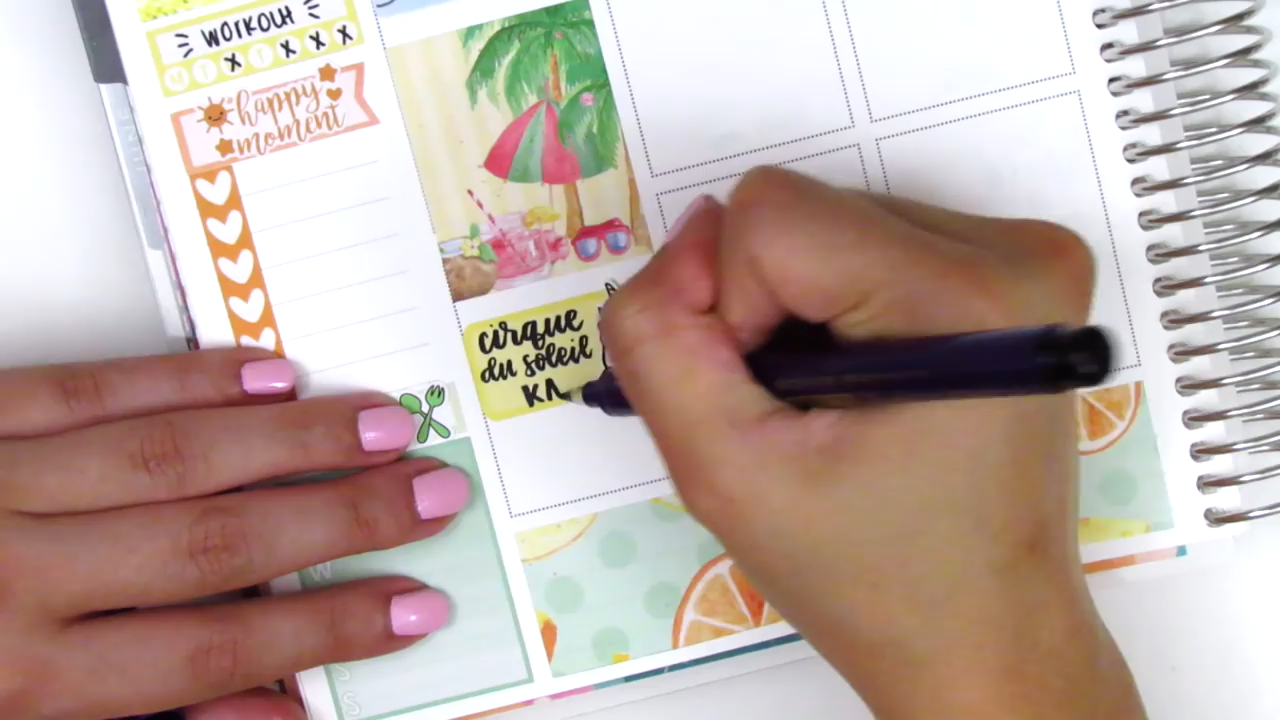 WORKOUT
M T X T X X X
happy
moment
cirque
du soleil
KA
W
S
S